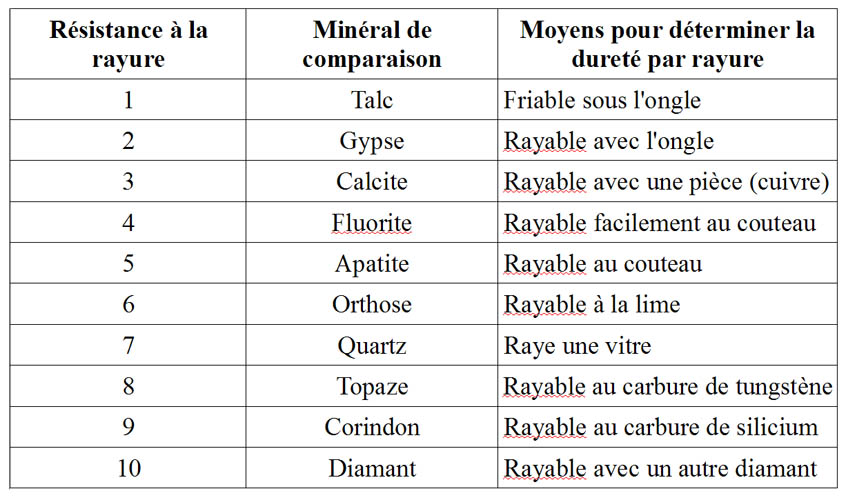 Résistance à la
rayure
Minéral de
comparaison
Moyens pour déterminer la
dureté par rayure
1 Talc Friable sous l'ongle
2 Gypse Rayable avec l'ongle
3 Calcite Rayable avec une pièce (cuivre)
4 Fluorite Rayable facilement au couteau
5 Apatite Rayable au couteau
6 Orthose Rayable à la lime
7 Quartz Raye une vitre
8 Topaze Rayable au carbure de tungstène
9 Corindon Rayable au carbure de silicium
10 Diamant Rayable avec un autre diamant